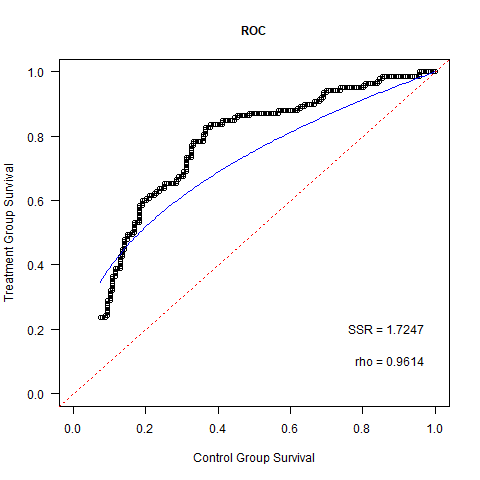 ROC
Treatment Group Survival
1.0
0.8
0.6
0.4
0.2
0.0
SSR = 1.7247
rho = 0.9614
0.0 0.2 0.4 0.6 0.8 1.0
Control Group Survival